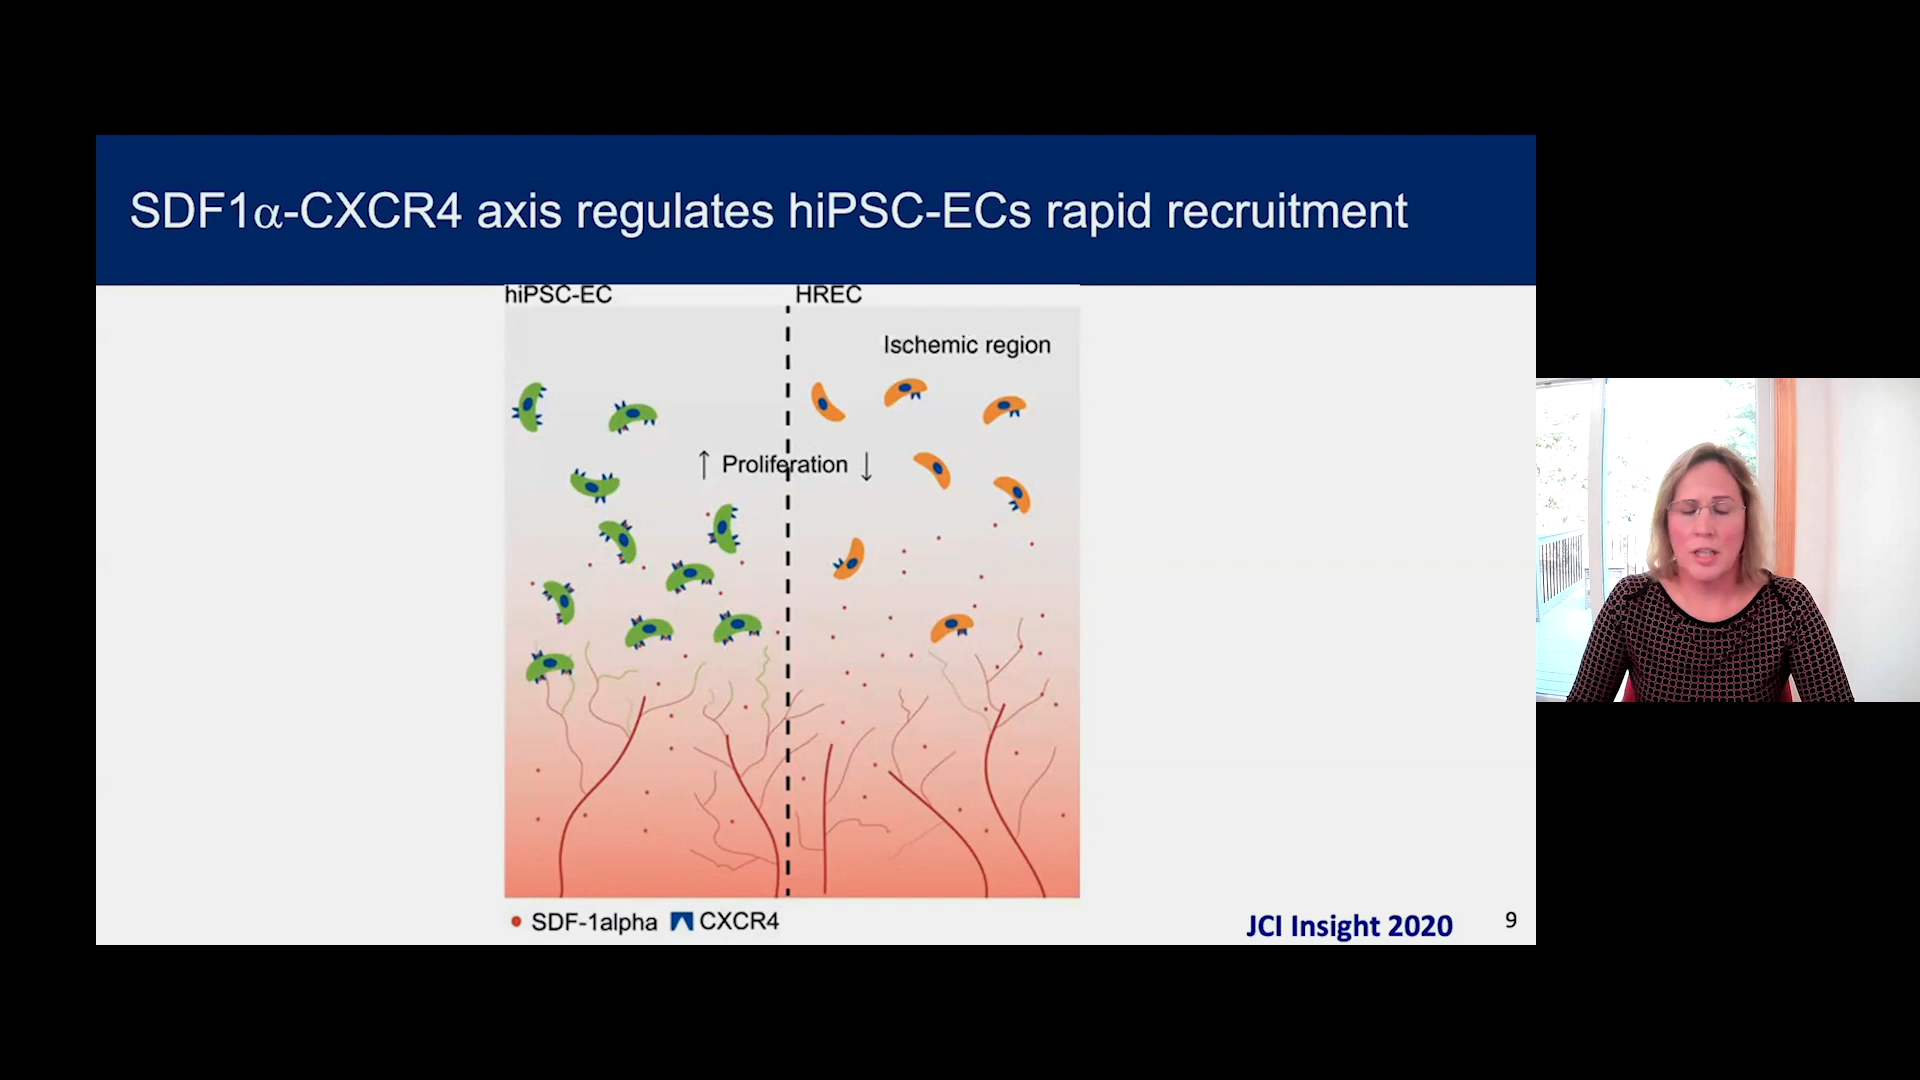 SDF1α-CXCR4 axis regulates hiPSC-ECs rapid recruitment
hiPSC-EC
HREC
Ischemic region
↑ Proliferation ↓
SDF-1alpha
CXCR4
JCI Insight 2020
9